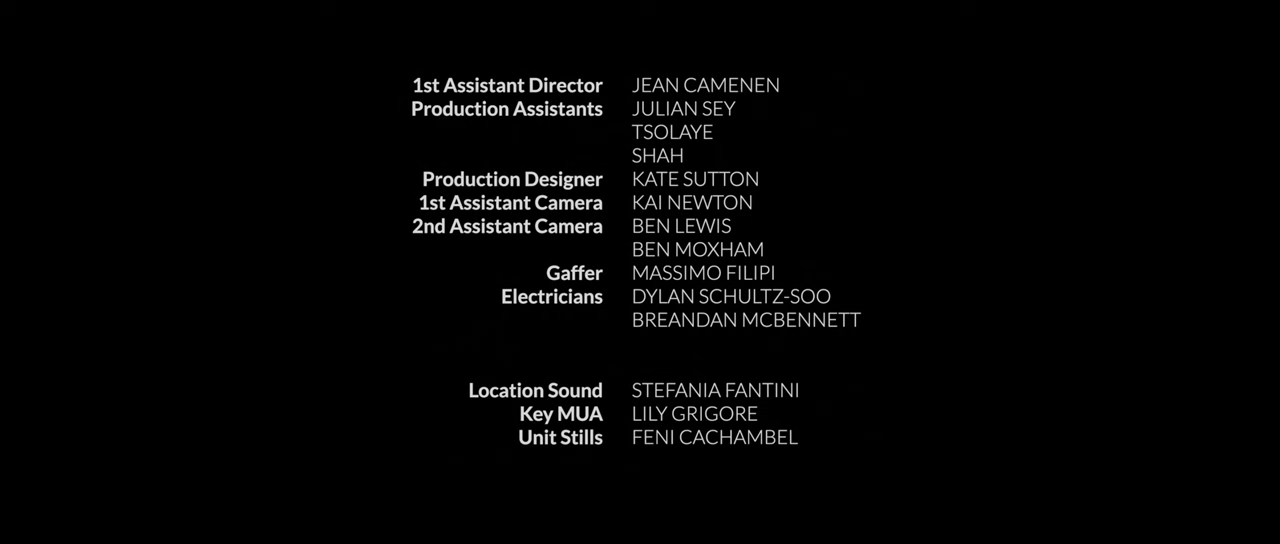 1st Assistant Director JEAN CAMENEN
Production Assistants JULIAN SEY
TSOLAYE
SHAH
Production Designer KATE SUTTON
1st Assistant Camera KAI NEWTON
2nd Assistant Camera BEN LEWIS
BEN MOXHAM
Gaffer MASSIMO FILIPI
Electricians DYLAN SCHULTZ-SOO
BREANDAN MCBENNETT
Location Sound STEFANIA FANTINI
Key MUA LILY GRIGORE
Unit Stills FENI CACHAMBEL